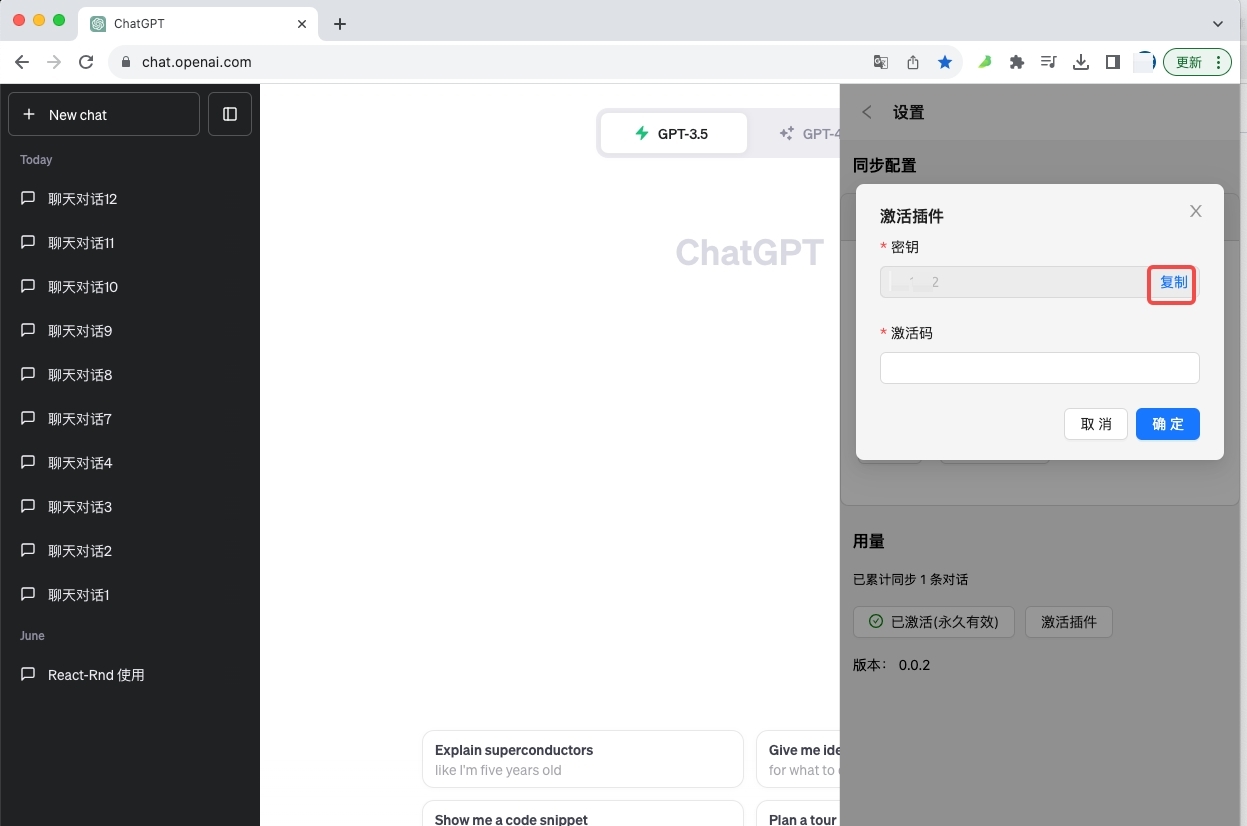 ChatGPT
chat.openai.com
更新
New chat
Today
聊天对话12
聊天对话11
聊天对话10
聊天对话9
聊天对话8
聊天对话7
聊天对话4
聊天对话3
聊天对话2
聊天对话1
June
React-Rnd 使用
GPT-3.5
GPT-4
ChatGPT
Explain superconductors
like I'm five years old
Give me ide
for what to
Show me a code snippet
Plan a tour
设置
同步配置
激活插件
* 密钥
2
复制
* 激活码
取 消
确 定
用量
已累计同步 1 条对话
已激活(永久有效)
激活插件
版本： 0.0.2